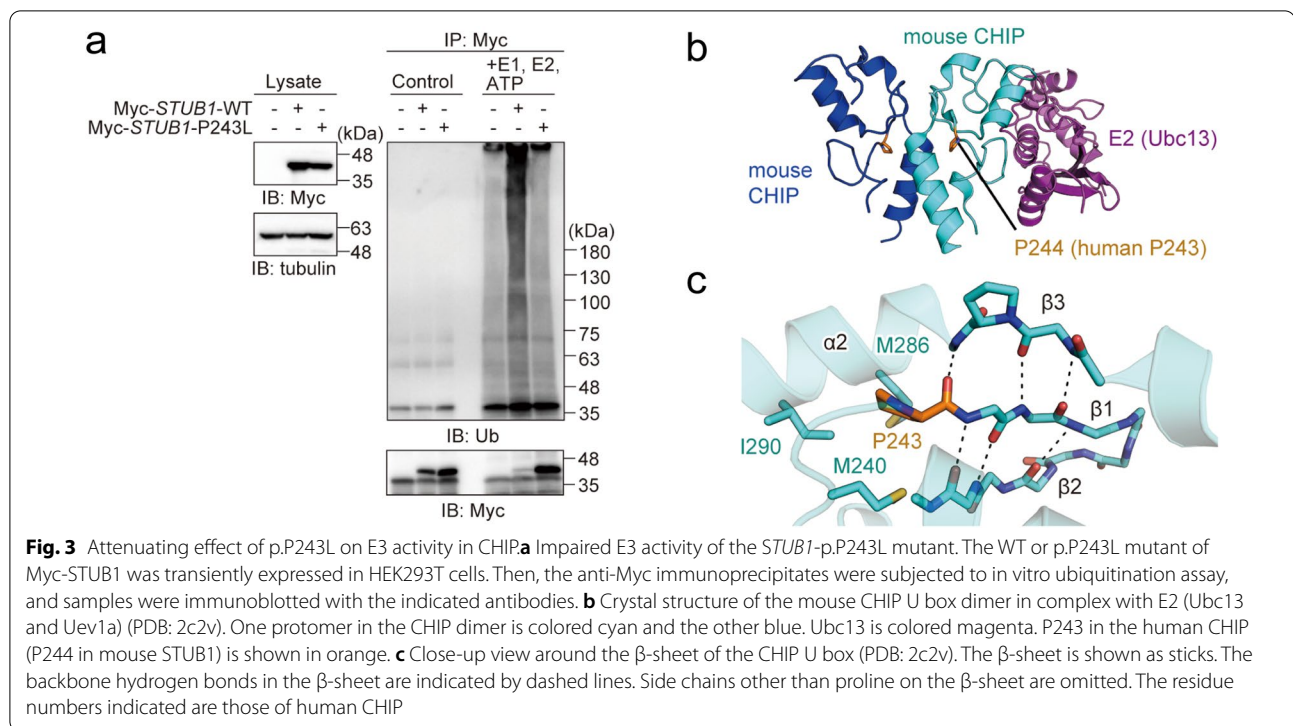 a
IP: Myc
+E1, E2,
Lysate Control ATP
Myc-STUB1-WT - + - - + - - + -
Myc-STUB1-P243L - - + - - + - - +
(kDa)
48
35
IB: Myc
63
48
IB: tubulin
(kDa)
180
130
100
75
63
48
35
IB: Ub
48
35
IB: Myc
b
mouse CHIP
mouse
CHIP
E2 (Ubc13)
P244 (human P243)
c
β3
α2
M286
β1
P243
I290
M240
β2
Fig. 3 Attenuating effect of p.P243L on E3 activity in CHIP.a Impaired E3 activity of the STUB1-p.P243L mutant. The WT or p.P243L mutant of
Myc-STUB1 was transiently expressed in HEK293T cells. Then, the anti-Myc immunoprecipitates were subjected to in vitro ubiquitination assay,
and samples were immunoblotted with the indicated antibodies. b Crystal structure of the mouse CHIP U box dimer in complex with E2 (Ubc13
and Uev1a) (PDB: 2c2v). One protomer in the CHIP dimer is colored cyan and the other blue. Ubc13 is colored magenta. P243 in the human CHIP
(P244 in mouse STUB1) is shown in orange. c Close-up view around the β-sheet of the CHIP U box (PDB: 2c2v). The β-sheet is shown as sticks. The
backbone hydrogen bonds in the β-sheet are indicated by dashed lines. Side chains other than proline on the β-sheet are omitted. The residue
numbers indicated are those of human CHIP